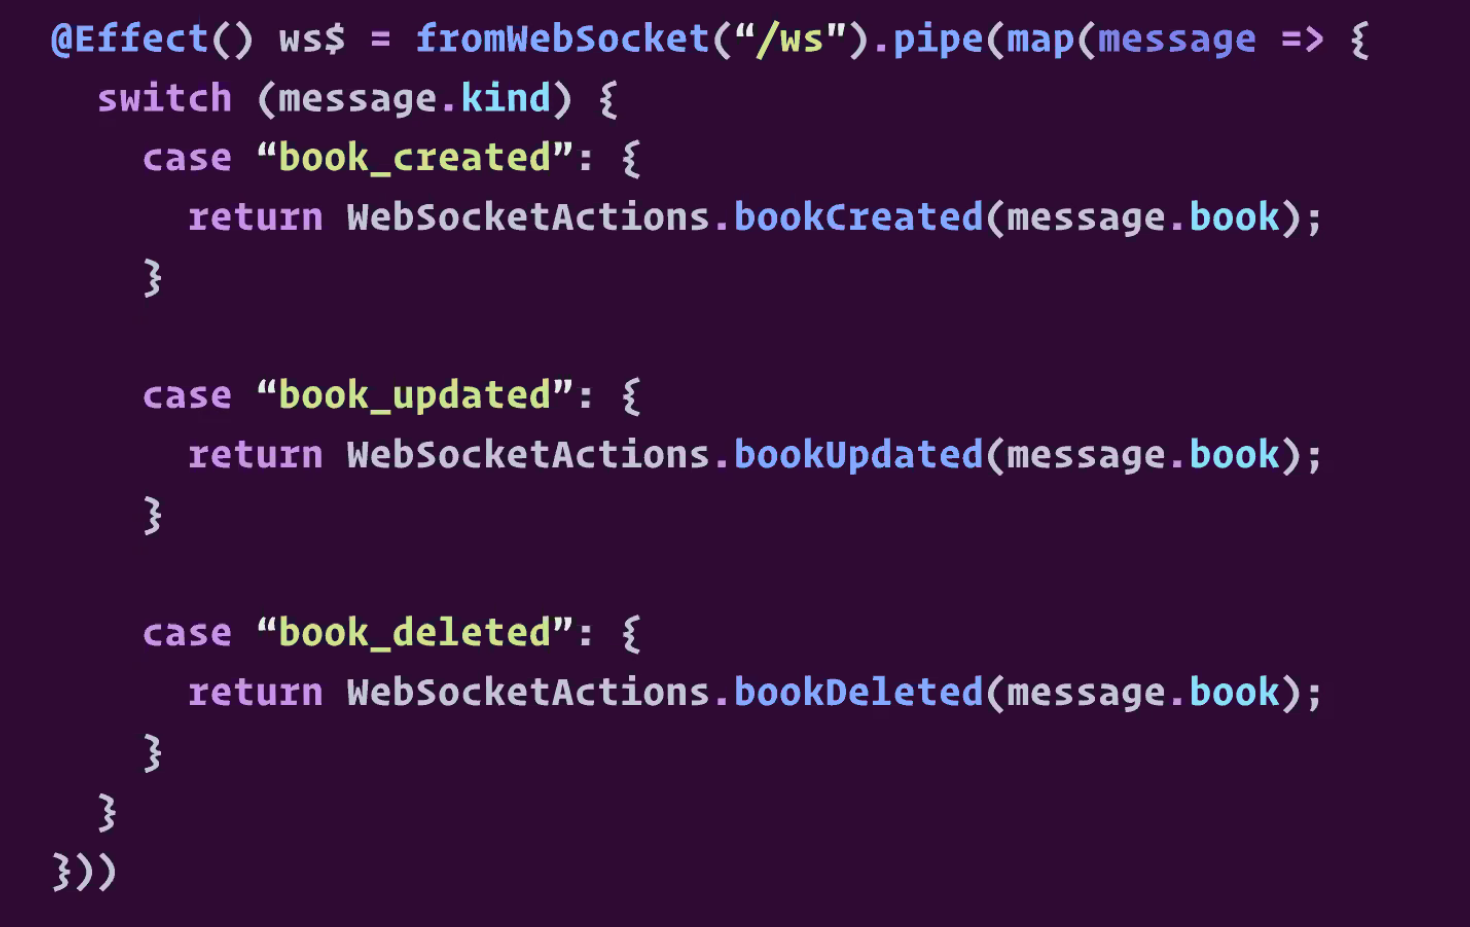 @Effect() ws$ = fromWebSocket(“/ws").pipe(map(message => {
  switch (message.kind) {
    case “book_created”: {
      return WebSocketActions.bookCreated(message.book);
    }

    case “book_updated”: {
      return WebSocketActions.bookUpdated(message.book);
    }

    case “book_deleted”: {
      return WebSocketActions.bookDeleted(message.book);
    }
  }
}))